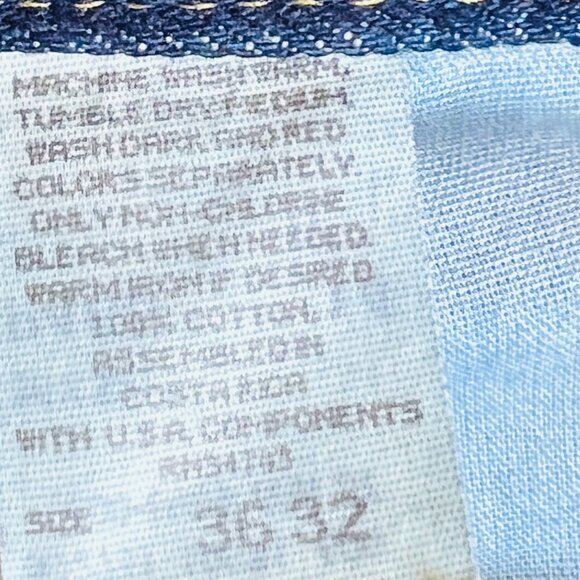 MACHINE WASH WARM.
TUMBLE DRY MEDIUM
WASH DARK AND RED
COLORS SEPARATELY.
ONLY NON-CHLORINE
BLEACH WHEN NEEDED.
WARM IRON IF DESIRED
100% COTTON.
ASSEMBLED IN
COSTA RICA
WITH U.S.A. COMPONENTS
SIZE 36 32